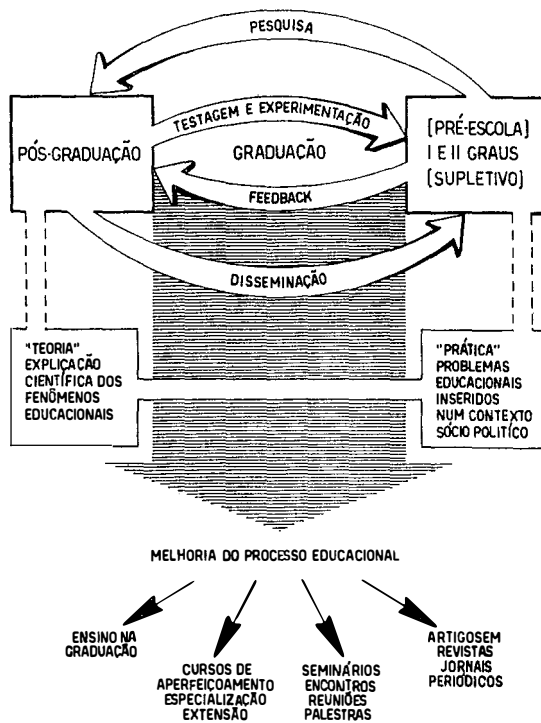 PESQUISA
TESTAGEM E EXPERIMENTAÇÃO
PÓS-GRADUAÇÃO
GRADUAÇÃO
[PRÉ-ESCOLA]
I E II GRAUS
[SUPLETIVO]
FEEDBACK
DISSEMINAÇÃO
"TEORIA"
EXPLICAÇÃO
CIENTÍFICA DOS
FENÔMENOS
EDUCACIONAIS
"PRÁTICA"
PROBLEMAS
EDUCACIONAIS
INSERIDOS
NUM CONTEXTO
SÓCIO POLITÍCO
MELHORIA DO PROCESSO EDUCACIONAL
ENSINO NA
GRADUAÇÃO
CURSOS DE
APERFEIÇOAMENTO
ESPECIALIZAÇÃO
EXTENSÃO
SEMINÁRIOS
ENCONTROS
REUNIÕES
PALESTRAS
ARTIGOSEM
REVISTAS
JORNAIS
PERIÓDICOS